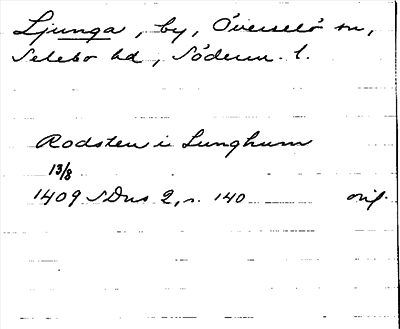 Ljunga, by, Överselö sn,
Selebo hd, Söderm. l.
Rodsten i Lunghum
13/8
1409 SDns 2, s. 140 orig.